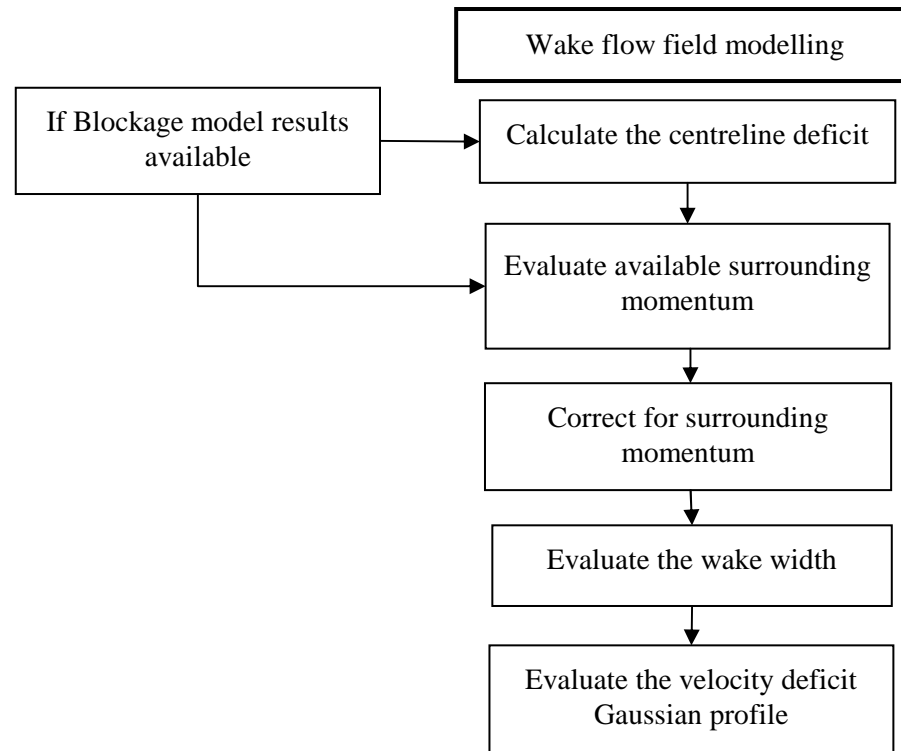 Wake flow field modelling
If Blockage model results
available
Calculate the centreline deficit
Evaluate available surrounding
momentum
Correct for surrounding
momentum
Evaluate the wake width
Evaluate the velocity deficit
Gaussian profile